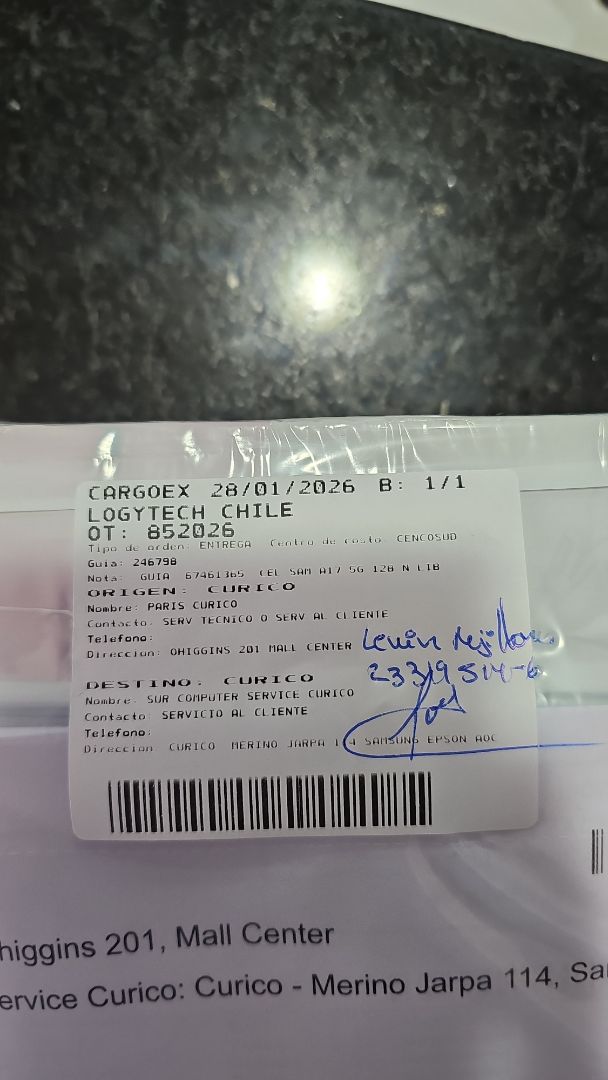 CARGOEX 28/01/2026 B: 1/1
LOGYTECH CHILE
OT: 852026
Tipo de orden: ENTREGA Centro de costo: CENCOSUD
Guia: 246798
Nota: GUIA 67461365 CEL SAM A17 5G 128 N LIB
ORIGEN: CURICO
Nombre: PARIS CURICO
Contacto: SERV TECNICO O SERV AL CLIENTE
Telefono:
Direccion: OHIGGINS 201 MALL CENTER
DESTINO: CURICO
Nombre: SUR COMPUTER SERVICE CURICO
Contacto: SERVICIO AL CLIENTE
Telefono:
Direccion: CURICO MERINO JARPA SAMSUNG EPSON AOC
higgins 201, Mall Center
ervice Curico: Curico - Merino Jarpa 114, Sa